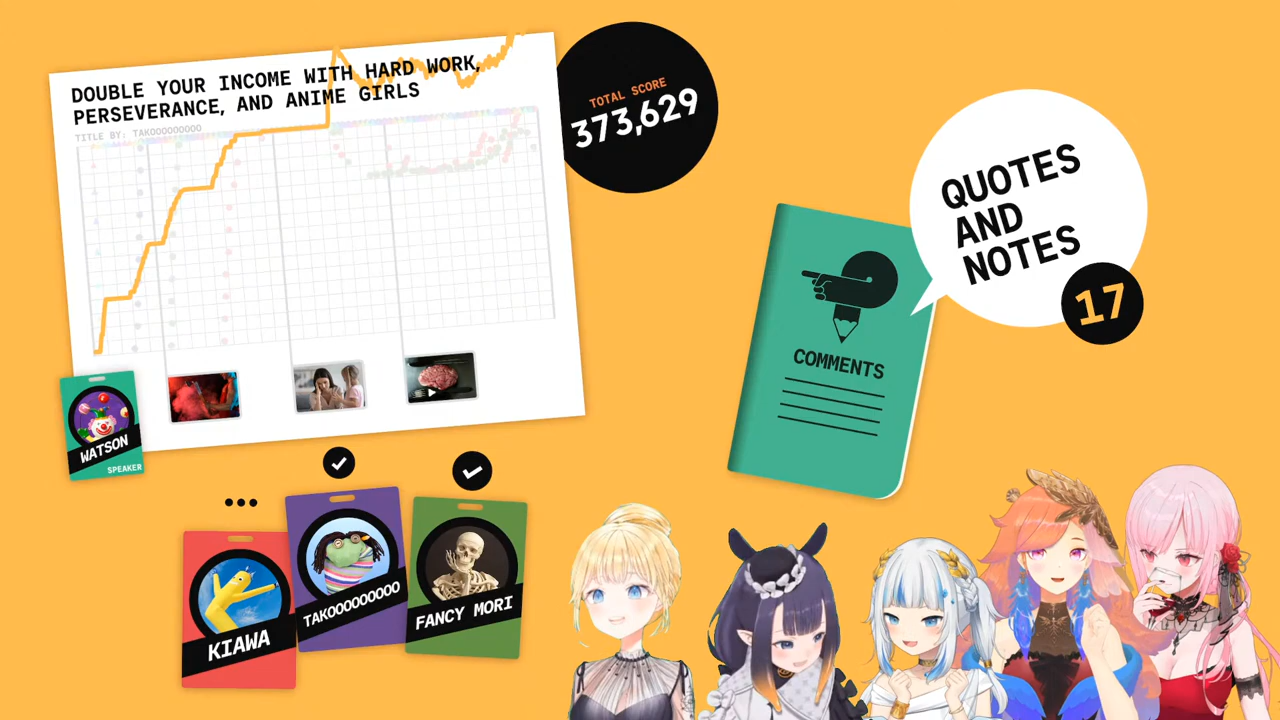 DOUBLE YOUR INCOME WITH HARD WORK,
PERSEVERANCE, AND ANIME GIRLS
TITLE BY: TAKOOOOOOOOO
TOTAL SCORE
373,629
QUOTES
AND
NOTES
17
COMMENTS
WATSON
SPEAKER
KIAWA
TAKOOOOOOOOO
FANCY MORI